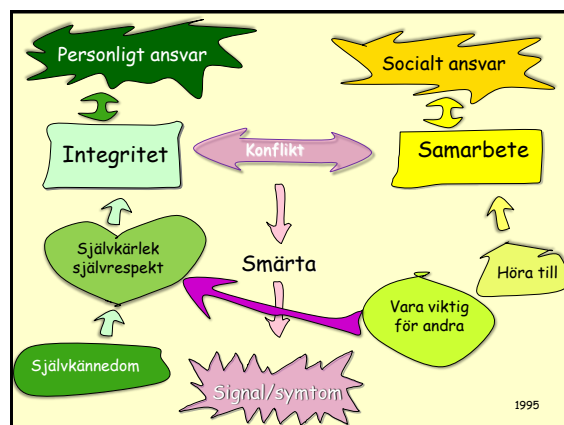 Personligt ansvar
Socialt ansvar
Integritet
Konflikt
Samarbete
Självkärlek
självrespekt
Smärta
Höra till
Vara viktig
för andra
Självkännedom
Signal/symtom
1995